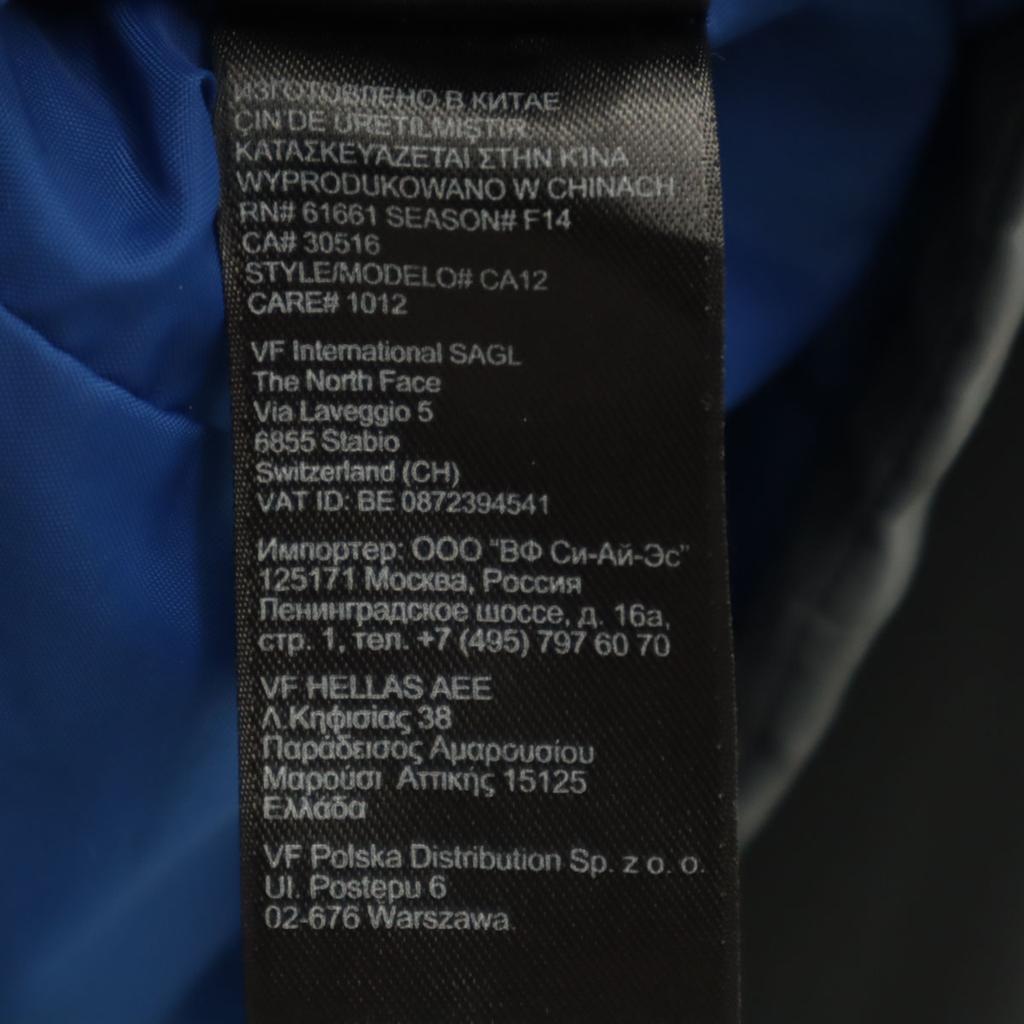 ИЗГОТОВЛЕНО В КИТАЕ
ÇİN'DE ÜRETİLMİŞTİR
ΚΑΤΑΣΚΕΥΑΖΕΤΑΙ ΣΤΗΝ ΚΙΝΑ
WYPRODUKOWANO W CHINACH
RN# 61661 SEASON# F14
CA# 30516
STYLE/MODELO# CA12
CARE# 1012
VF International SAGL
The North Face
Via Laveggio 5
6855 Stabio
Switzerland (CH)
VAT ID: BE 0872394541
Импортер: ООО "ВФ Си-Ай-Эс"
125171 Москва, Россия
Ленинградское шоссе, д. 16а,
стр. 1, тел. +7 (495) 797 60 70
VF HELLAS AEE
Λ.Κηφισίας 38
Παράδεισος Αμαρουσίου
Μαρούσι Αττικής 15125
Ελλάδα
VF Polska Distribution Sp. z o. o.
Ul. Postępu 6
02-676 Warszawa